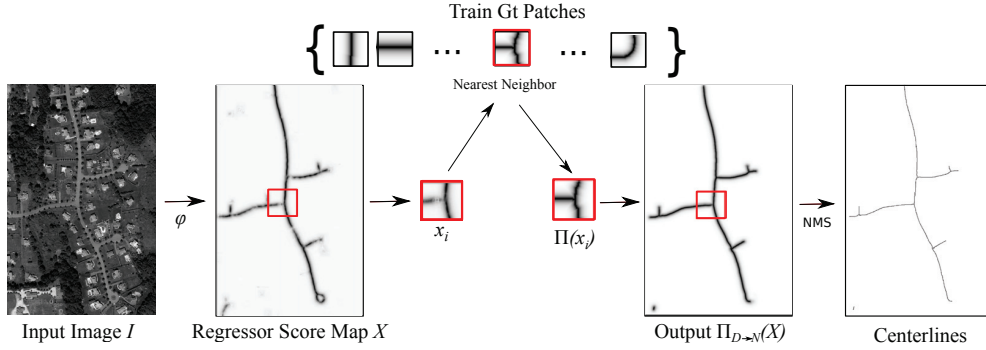 Train Gt Patches
{ ... ... }
Nearest Neighbor
φ
x_i
Π(x_i)
NMS
Input Image I
Regressor Score Map X
Output Π_{D→N}(X)
Centerlines